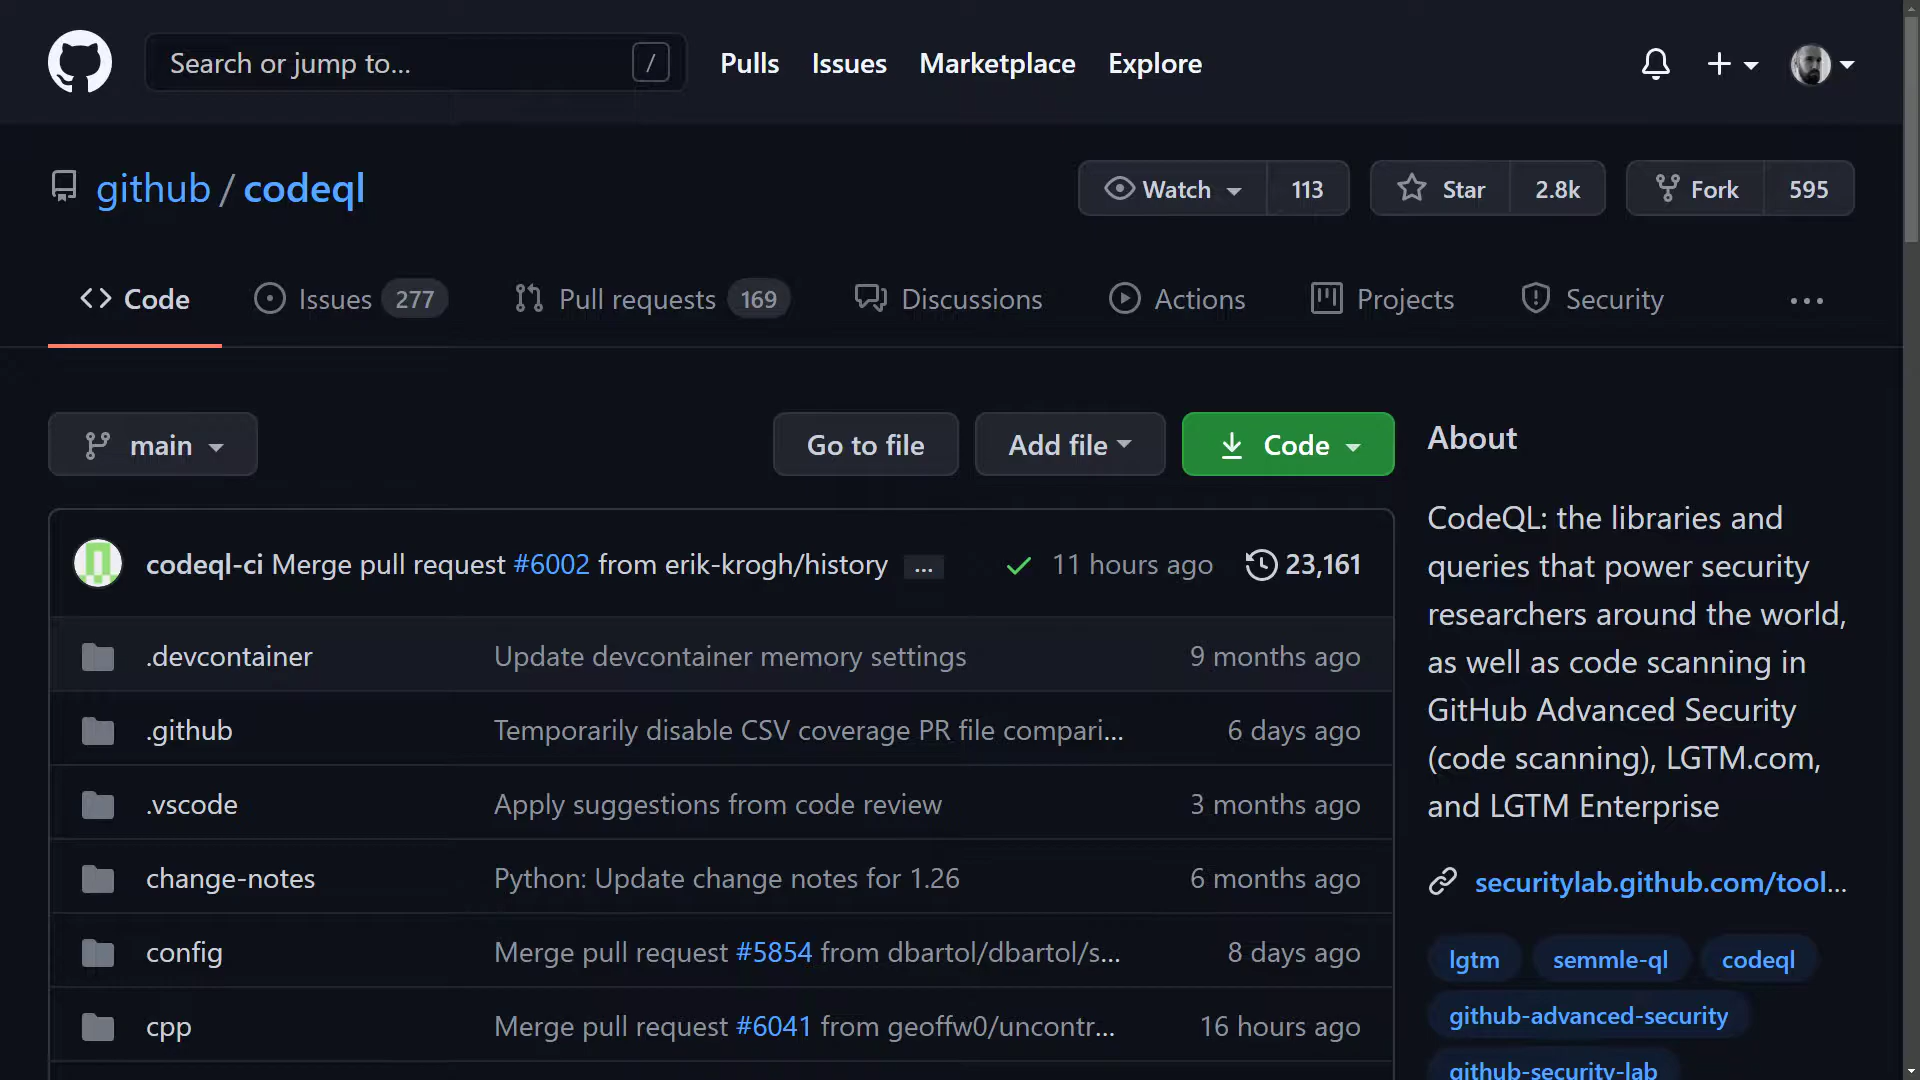 Search or jump to... /
Pulls Issues Marketplace Explore
github / codeql
Watch 113 Star 2.8k Fork 595
Code Issues 277 Pull requests 169 Discussions Actions Projects Security ...
main Go to file Add file Code
codeql-ci Merge pull request #6002 from erik-krogh/history ... 11 hours ago 23,161
.devcontainer Update devcontainer memory settings 9 months ago
.github Temporarily disable CSV coverage PR file compari... 6 days ago
.vscode Apply suggestions from code review 3 months ago
change-notes Python: Update change notes for 1.26 6 months ago
config Merge pull request #5854 from dbartol/dbartol/s... 8 days ago
cpp Merge pull request #6041 from geoffw0/uncontr... 16 hours ago
About
CodeQL: the libraries and
queries that power security
researchers around the world,
as well as code scanning in
GitHub Advanced Security
(code scanning), LGTM.com,
and LGTM Enterprise
securitylab.github.com/tool...
lgtm semmle-ql codeql
github-advanced-security
github-security-lab